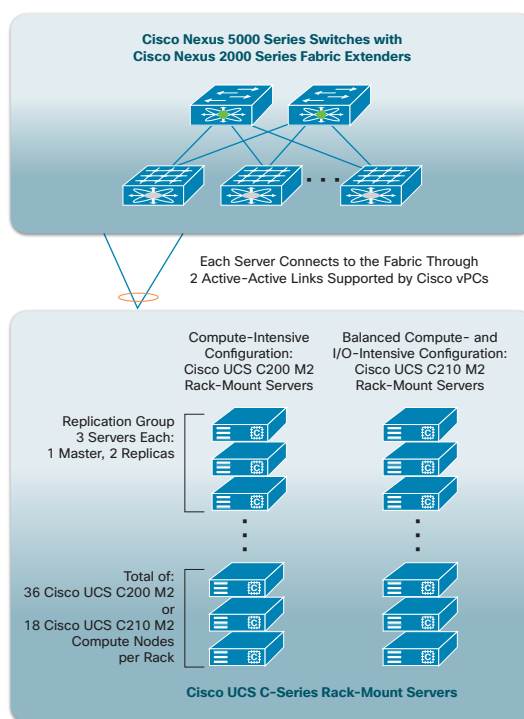 Cisco Nexus 5000 Series Switches with
Cisco Nexus 2000 Series Fabric Extenders
Each Server Connects to the Fabric Through
2 Active-Active Links Supported by Cisco vPCs
Compute-Intensive
Configuration:
Cisco UCS C200 M2
Rack-Mount Servers
Balanced Compute- and
I/O-Intensive Configuration:
Cisco UCS C210 M2
Rack-Mount Servers
Replication Group
3 Servers Each:
1 Master, 2 Replicas
C
C
C
C
C
C
Total of:
36 Cisco UCS C200 M2
or
18 Cisco UCS C210 M2
Compute Nodes
per Rack
C
C
C
C
C
C
Cisco UCS C-Series Rack-Mount Servers